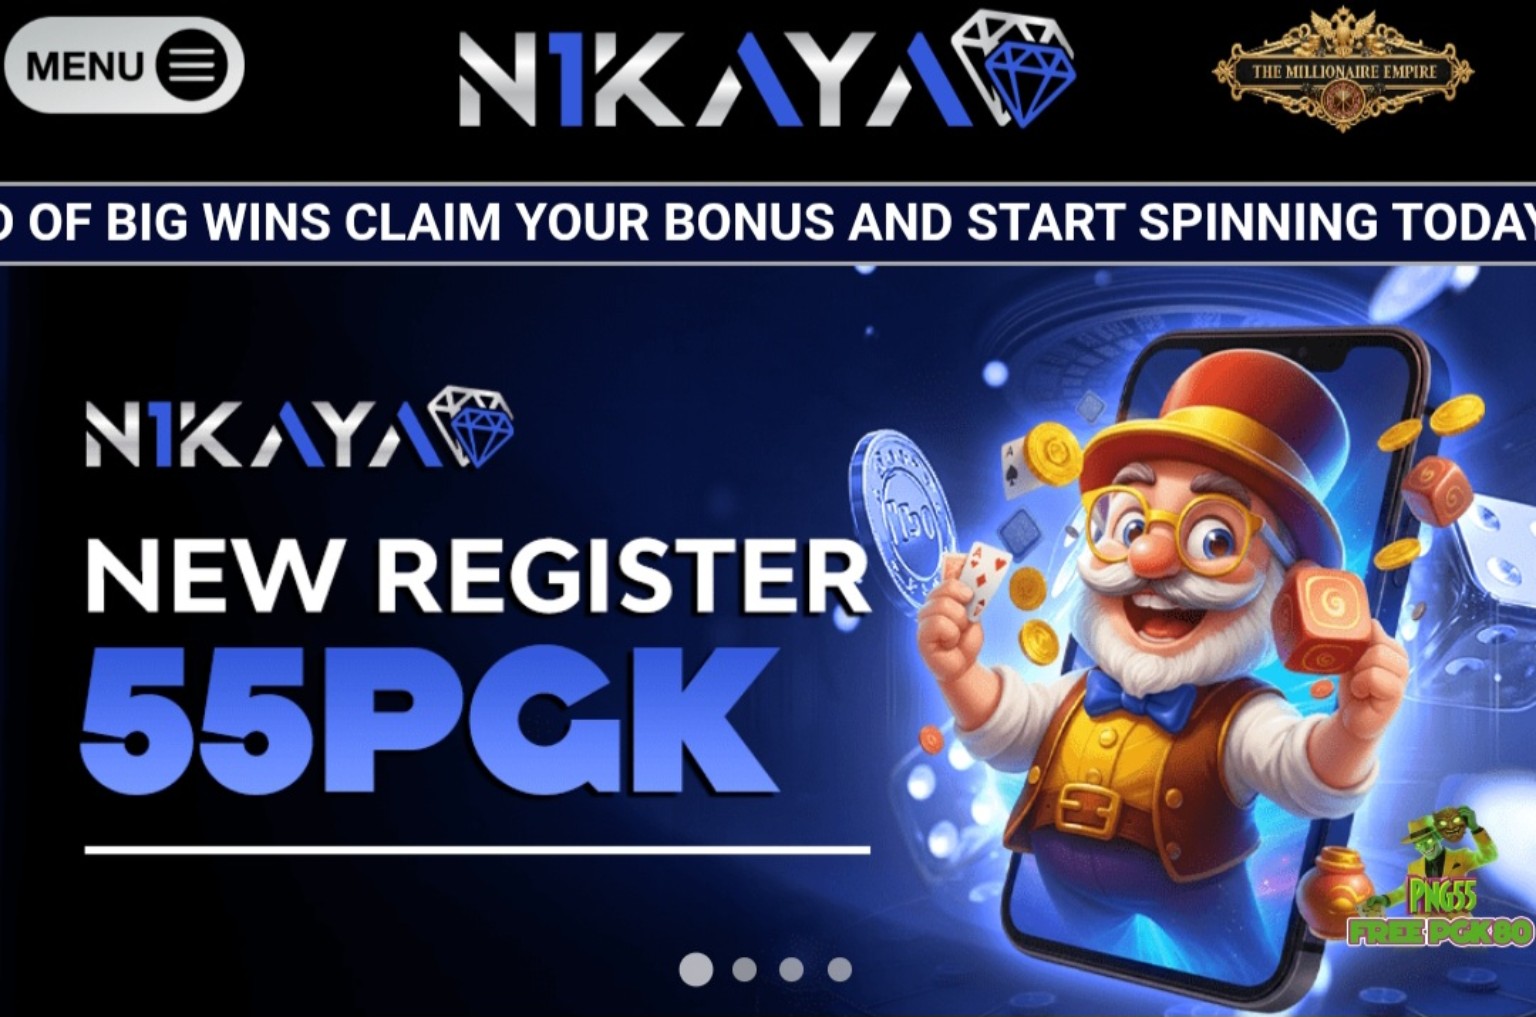 MENU
N1KAYA
THE MILLIONAIRE EMPIRE
OF BIG WINS CLAIM YOUR BONUS AND START SPINNING TODAY
N1KAYA
NEW REGISTER
55PGK
A
A
PNG55
FREE PGK80